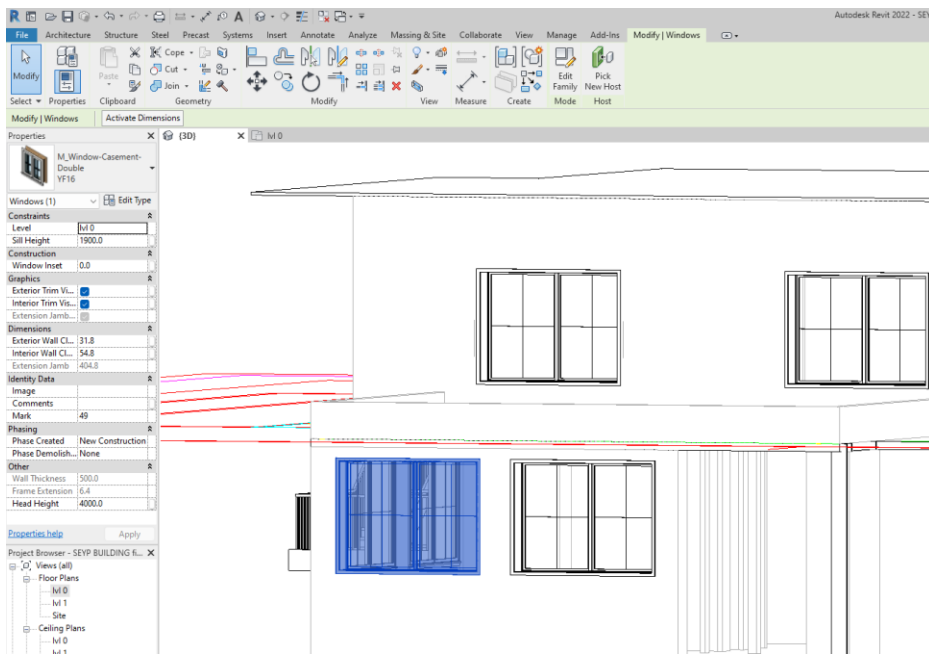 Autodesk Revit 2022 - SEY
File Architecture Structure Steel Precast Systems Insert Annotate Analyze Massing & Site Collaborate View Manage Add-Ins Modify | Windows
Modify
Paste
Cope
Cut
Join
Edit Family
Pick New Host
Select Properties Clipboard Geometry Modify View Measure Create Mode Host
Modify | Windows Activate Dimensions
Properties
{3D}
lvl 0
M_Window-Casement-
Double
YF16
Windows (1) Edit Type
Constraints
Level lvl 0
Sill Height 1900.0
Construction
Window Inset 0.0
Graphics
Exterior Trim Vi...
Interior Trim Vis...
Extension Jamb...
Dimensions
Exterior Wall Cl... 31.8
Interior Wall Cl... 54.8
Extension Jamb 404.8
Identity Data
Image
Comments
Mark 49
Phasing
Phase Created New Construction
Phase Demolish... None
Other
Wall Thickness 500.0
Frame Extension 6.4
Head Height 4000.0
Properties help Apply
Project Browser - SEYP BUILDING fi...
Views (all)
Floor Plans
lvl 0
lvl 1
Site
Ceiling Plans
lvl 0
lvl 1